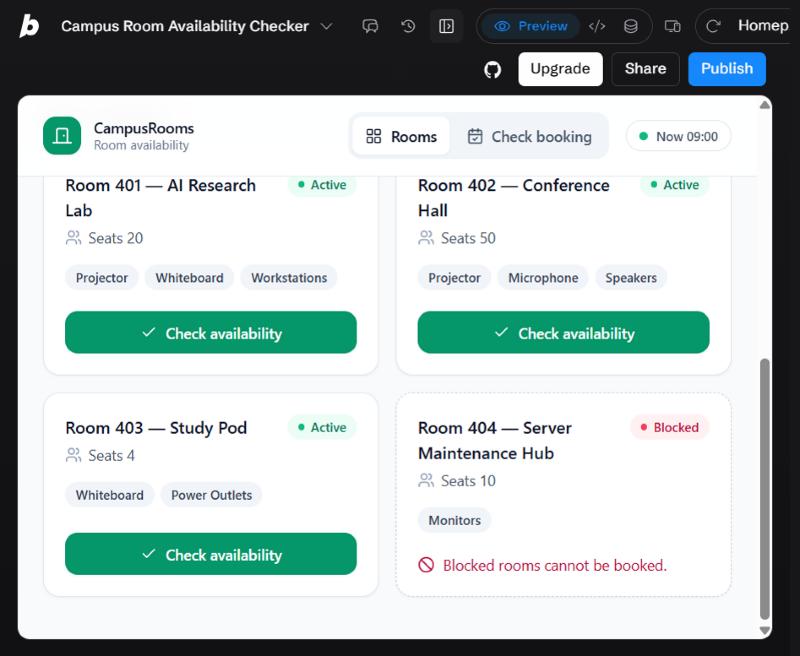 b Campus Room Availability Checker Preview Homep
Upgrade Share Publish
CampusRooms
Room availability
Rooms Check booking Now 09:00
Room 401 — AI Research Lab
Active
Seats 20
Projector Whiteboard Workstations
Check availability
Room 402 — Conference Hall
Active
Seats 50
Projector Microphone Speakers
Check availability
Room 403 — Study Pod
Active
Seats 4
Whiteboard Power Outlets
Check availability
Room 404 — Server Maintenance Hub
Blocked
Seats 10
Monitors
Blocked rooms cannot be booked.